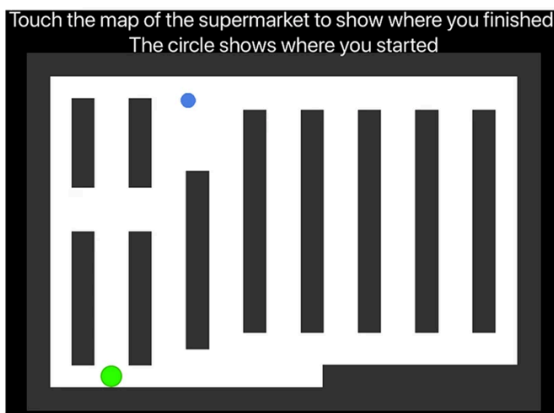 Touch the map of the supermarket to show where you finished
The circle shows where you started